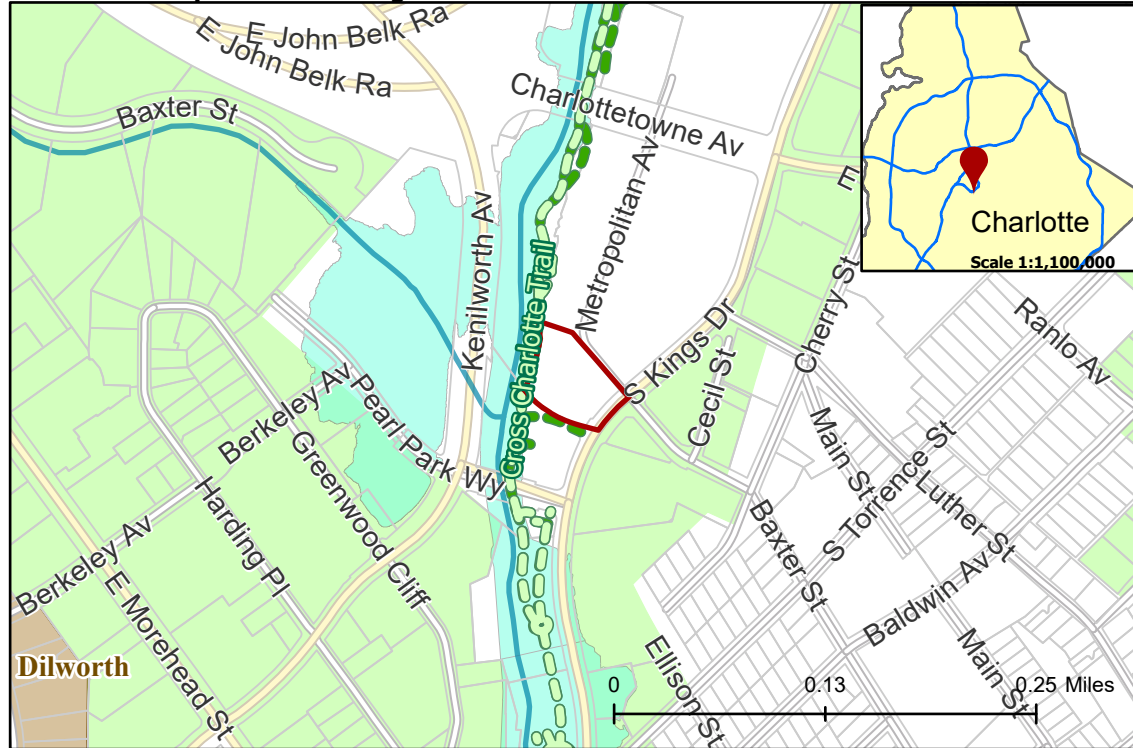 E John Belk Ra
E John Belk Ra
Baxter St
Charlottetowne Av
Metropolitan Av
E
Charlotte
Scale 1:1,100,000
Kenilworth Av
Cross Charlotte Trail
S Kings Dr
Cecil St
Cherry St
Ranlo Av
Berkeley Av
Pearl Park Wy
Greenwood Cliff
Harding Pl
Berkeley Av
E Morehead St
Main St
S Torrence St
Luther St
Baxter St
Baldwin Av
Main St
Ellison St
Dilworth
0
0.13
0.25 Miles